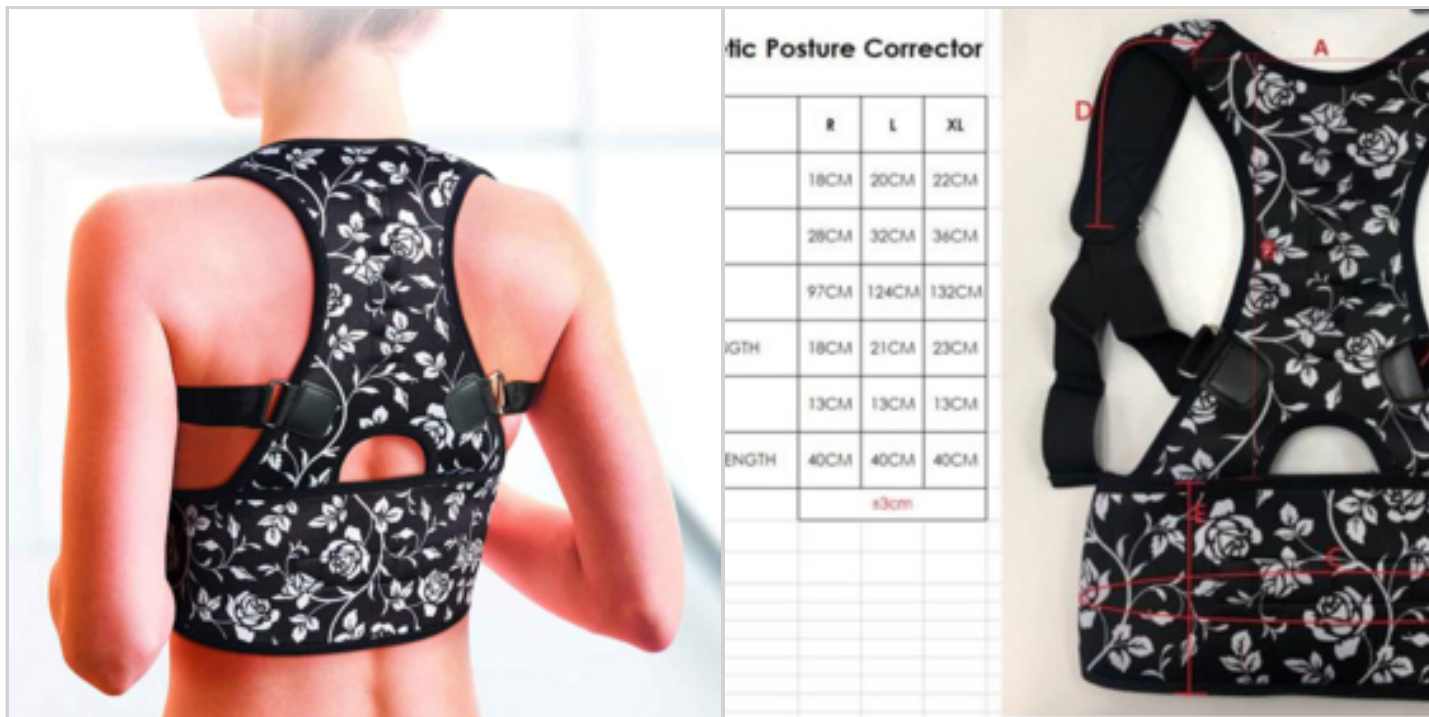 tic Posture Corrector
R L XL
18CM 20CM 22CM
28CM 32CM 36CM
97CM 124CM 132CM
GTH 18CM 21CM 23CM
13CM 13CM 13CM
ENGTH 40CM 40CM 40CM
±3cm
A
D
B
E
C